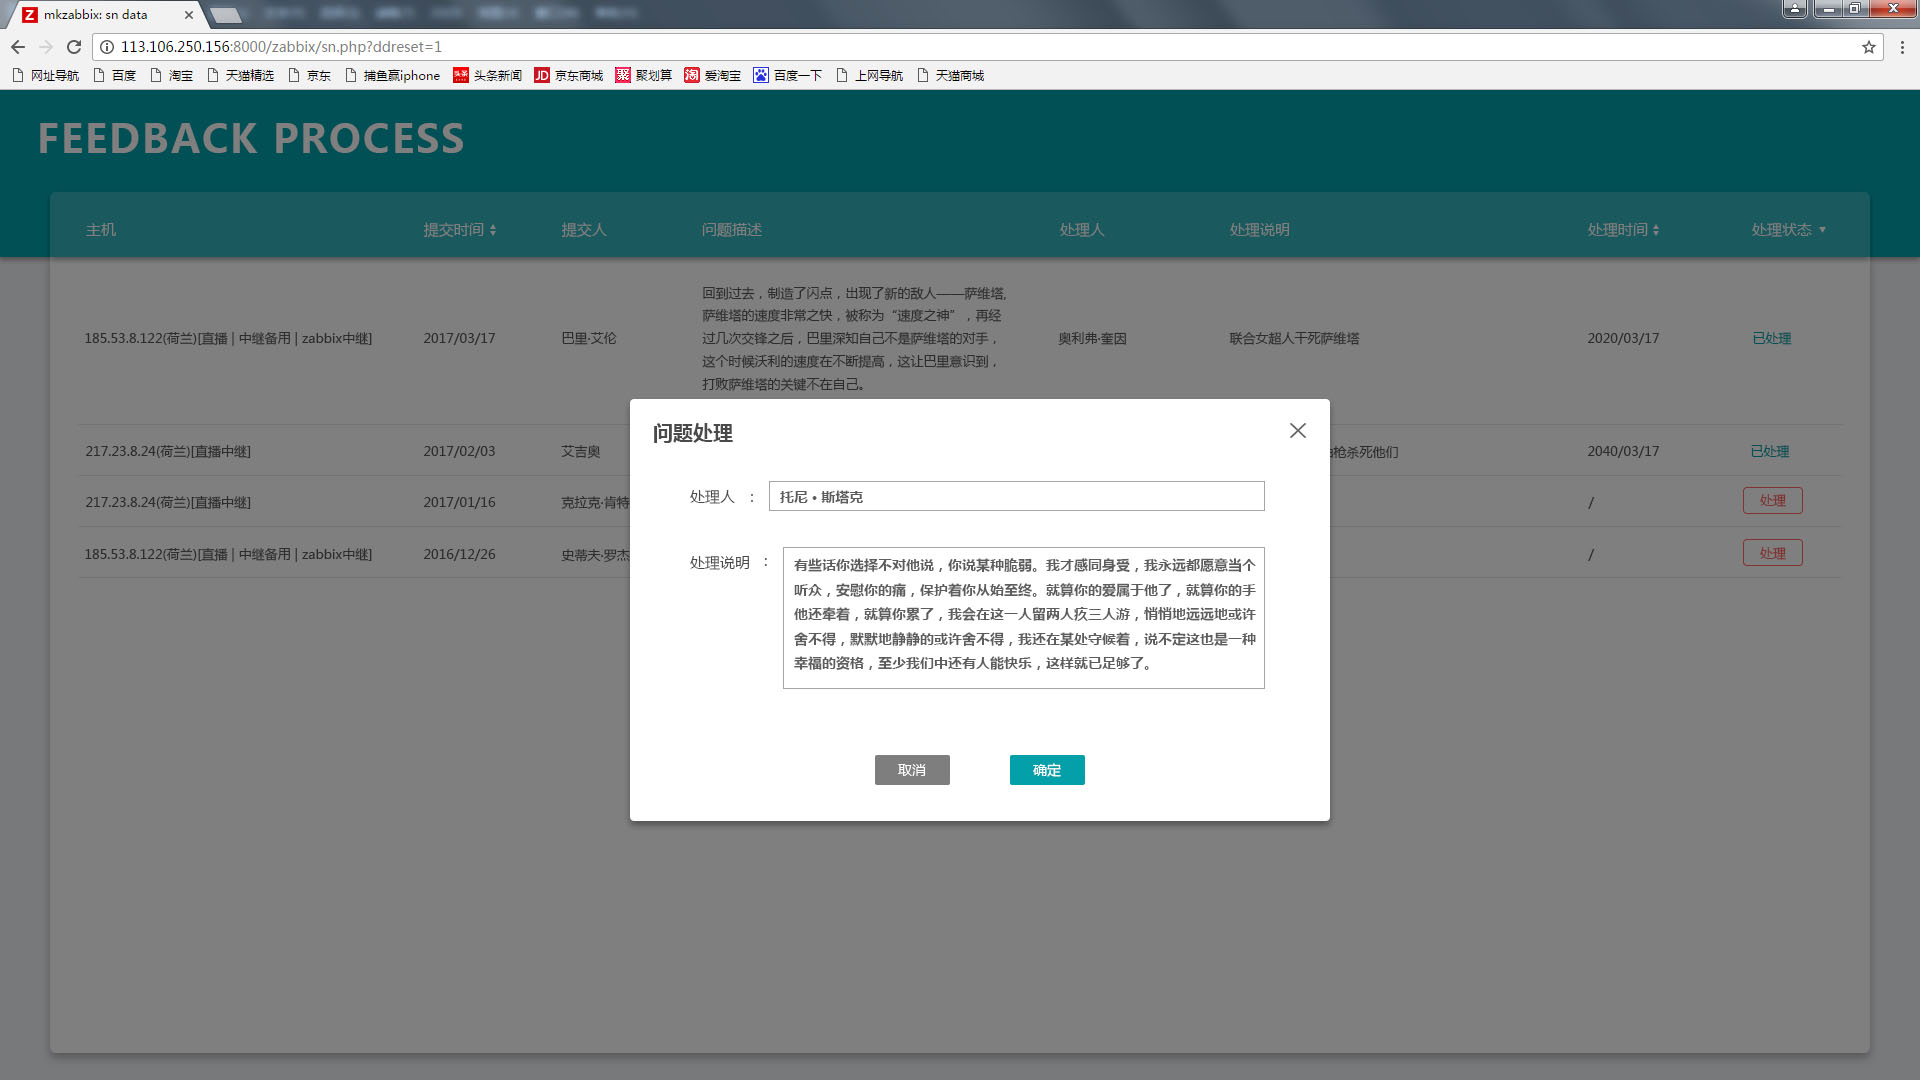 mkzabbix: sn data
113.106.250.156:8000/zabbix/sn.php?ddreset=1
网址导航 百度 淘宝 天猫精选 京东 捕鱼赢iphone 头条 头条新闻 JD 京东商城 聚 聚划算 淘 爱淘宝 百度一下 上网导航 天猫商城
FEEDBACK PROCESS
主机 提交时间 提交人 问题描述 处理人 处理说明 处理时间 处理状态
回到过去，制造了闪点，出现了新的敌人——萨维塔,
萨维塔的速度非常之快，被称为“速度之神”，再经
185.53.8.122(荷兰)[直播 | 中继备用 | zabbix中继] 2017/03/17 巴里·艾伦 过几次交锋之后，巴里深知自己不是萨维塔的对手， 奥利弗·奎因 联合女超人干死萨维塔 2020/03/17 已处理
这个时候沃利的速度在不断提高，这让巴里意识到，
打败萨维塔的关键不在自己。
217.23.8.24(荷兰)[直播中继] 2017/02/03 艾吉奥 枪杀死他们 2040/03/17 已处理
217.23.8.24(荷兰)[直播中继] 2017/01/16 克拉克·肯特 / 处理
185.53.8.122(荷兰)[直播 | 中继备用 | zabbix中继] 2016/12/26 史蒂夫·罗杰 / 处理
问题处理
处理人 ： 托尼 • 斯塔克
处理说明 ： 有些话你选择不对他说，你说某种脆弱。我才感同身受，我永远都愿意当个
听众，安慰你的痛，保护着你从始至终。就算你的爱属于他了，就算你的手
他还牵着，就算你累了，我会在这一人留两人疚三人游，悄悄地远远地或许
舍不得，默默地静静的或许舍不得，我还在某处守候着，说不定这也是一种
幸福的资格，至少我们中还有人能快乐，这样就已足够了。
取消 确定